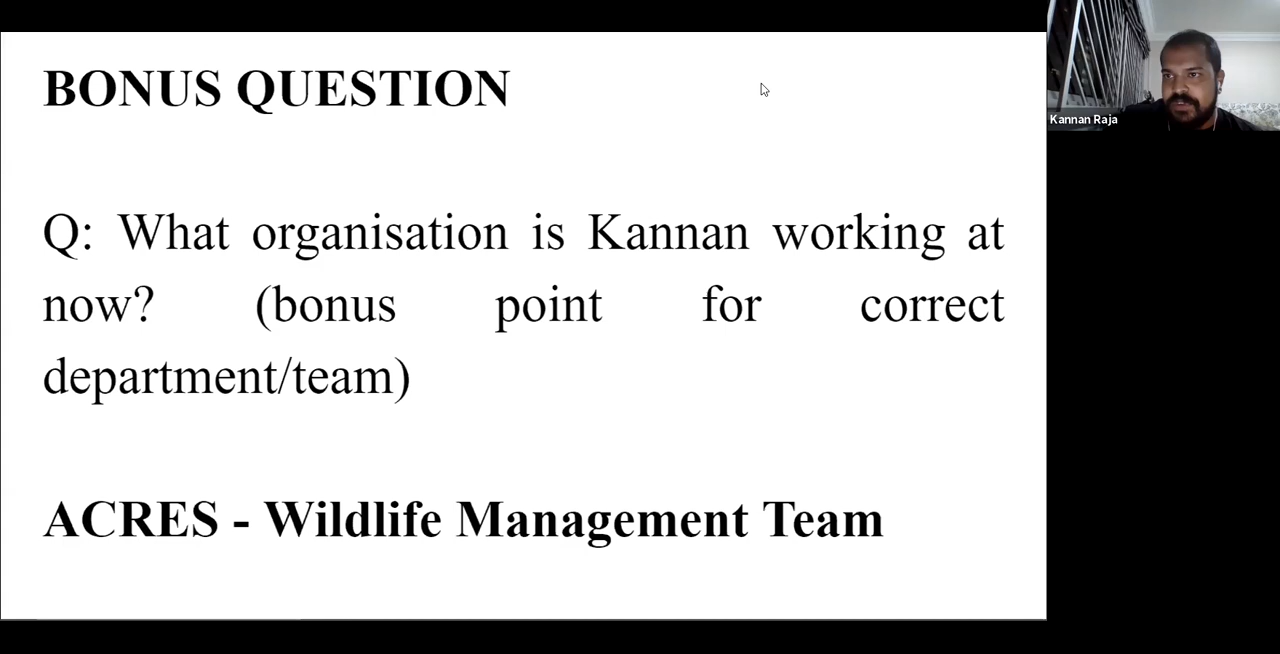 BONUS QUESTION
Q: What organisation is Kannan working at
now? (bonus point for correct
department/team)
ACRES - Wildlife Management Team
Kannan Raja